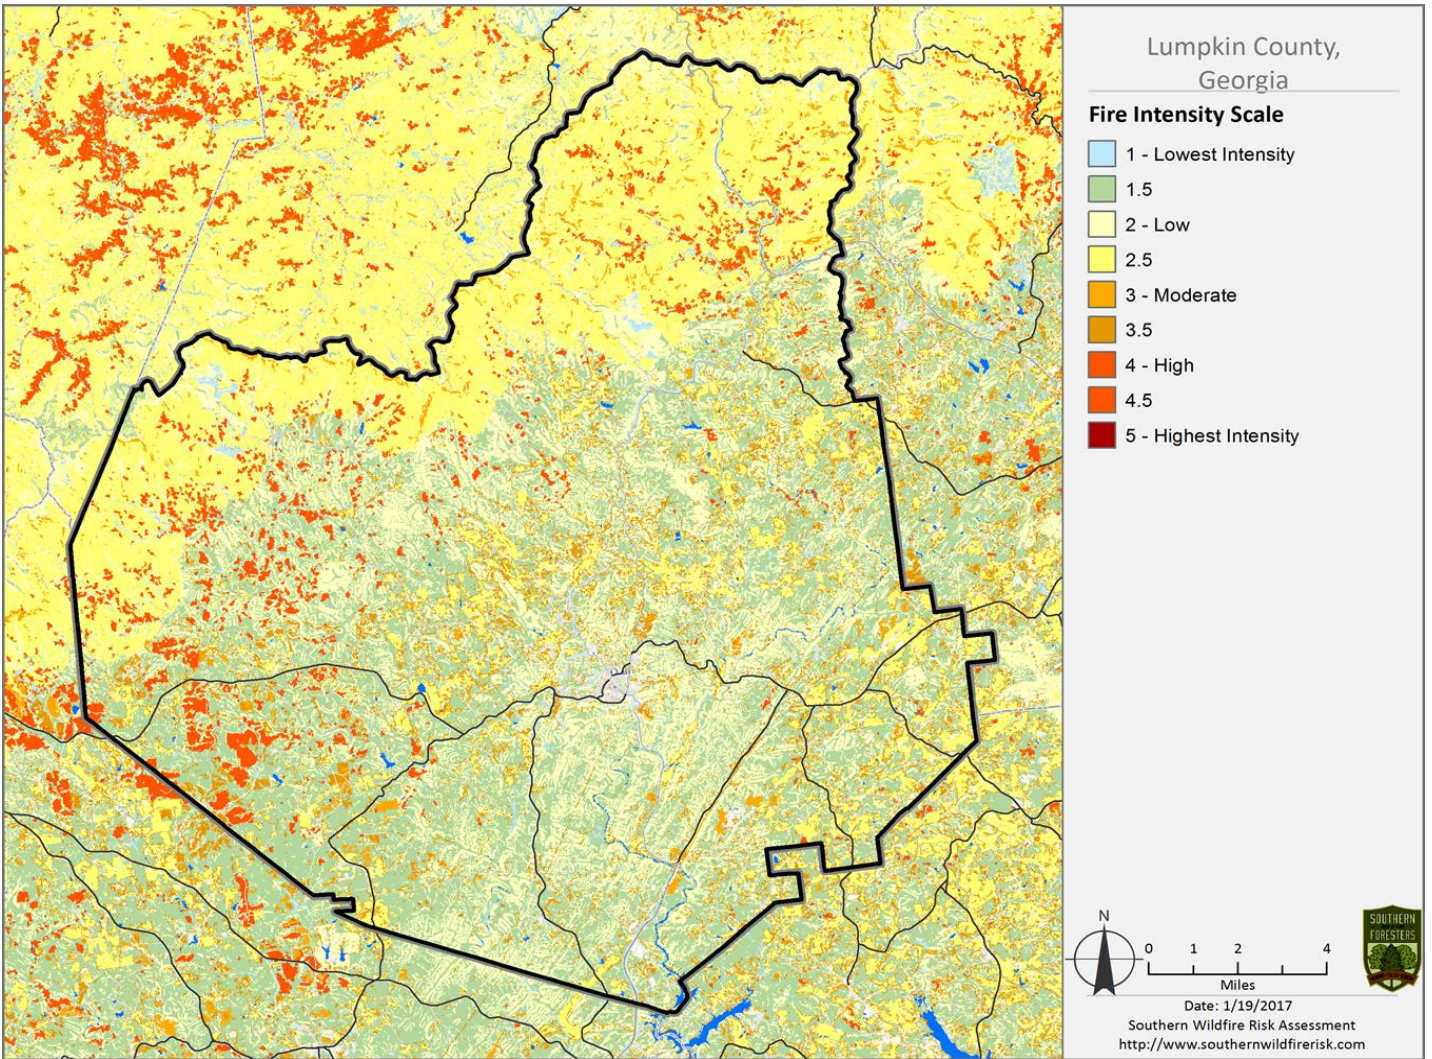 Lumpkin County,
Georgia
Fire Intensity Scale
1 - Lowest Intensity
1.5
2 - Low
2.5
3 - Moderate
3.5
4 - High
4.5
5 - Highest Intensity
N
0 1 2 4
Miles
SOUTHERN
FORESTERS
Date: 1/19/2017
Southern Wildfire Risk Assessment
http://www.southernwildfirerisk.com